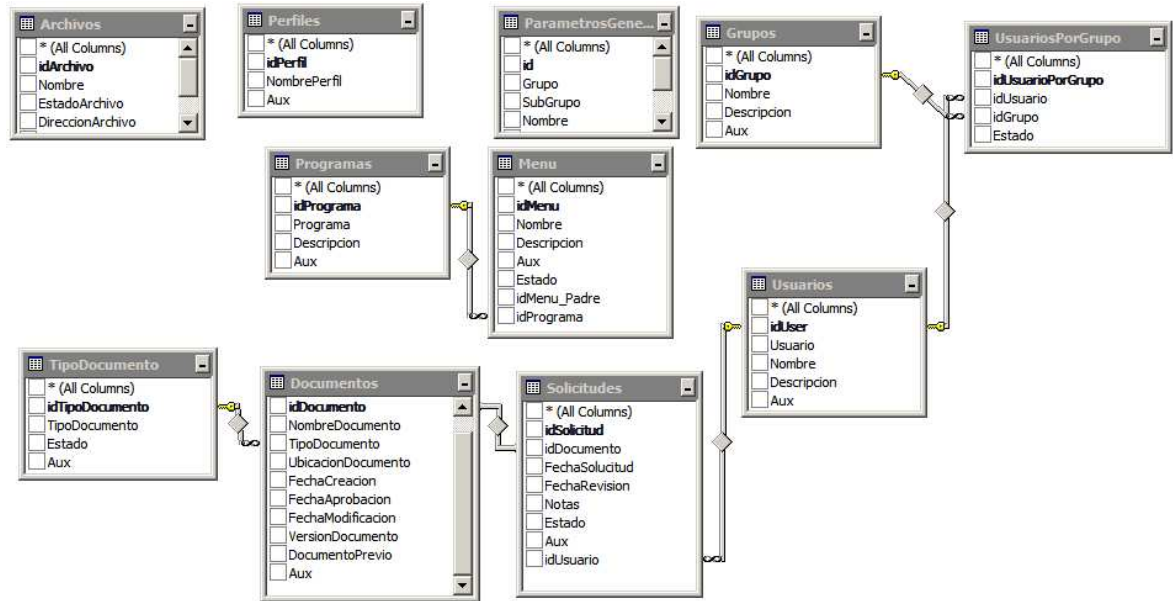 Archivos
* (All Columns)
idArchivo
Nombre
EstadoArchivo
DireccionArchivo
Perfiles
* (All Columns)
idPerfil
NombrePerfil
Aux
ParametrosGene...
* (All Columns)
id
Grupo
SubGrupo
Nombre
Grupos
* (All Columns)
idGrupo
Nombre
Descripcion
Aux
UsuariosPorGrupo
* (All Columns)
idUsuarioPorGrupo
idUsuario
idGrupo
Estado
Programas
* (All Columns)
idPrograma
Programa
Descripcion
Aux
Menu
* (All Columns)
idMenu
Nombre
Descripcion
Aux
Estado
idMenu_Padre
idPrograma
Usuarios
* (All Columns)
idUser
Usuario
Nombre
Descripcion
Aux
TipoDocumento
* (All Columns)
idTipoDocumento
TipoDocumento
Estado
Aux
Documentos
idDocumento
NombreDocumento
TipoDocumento
UbicacionDocumento
FechaCreacion
FechaAprobacion
FechaModificacion
VersionDocumento
DocumentoPrevio
Aux
Solicitudes
* (All Columns)
idSolicitud
idDocumento
FechaSolucitud
FechaRevision
Notas
Estado
Aux
idUsuario